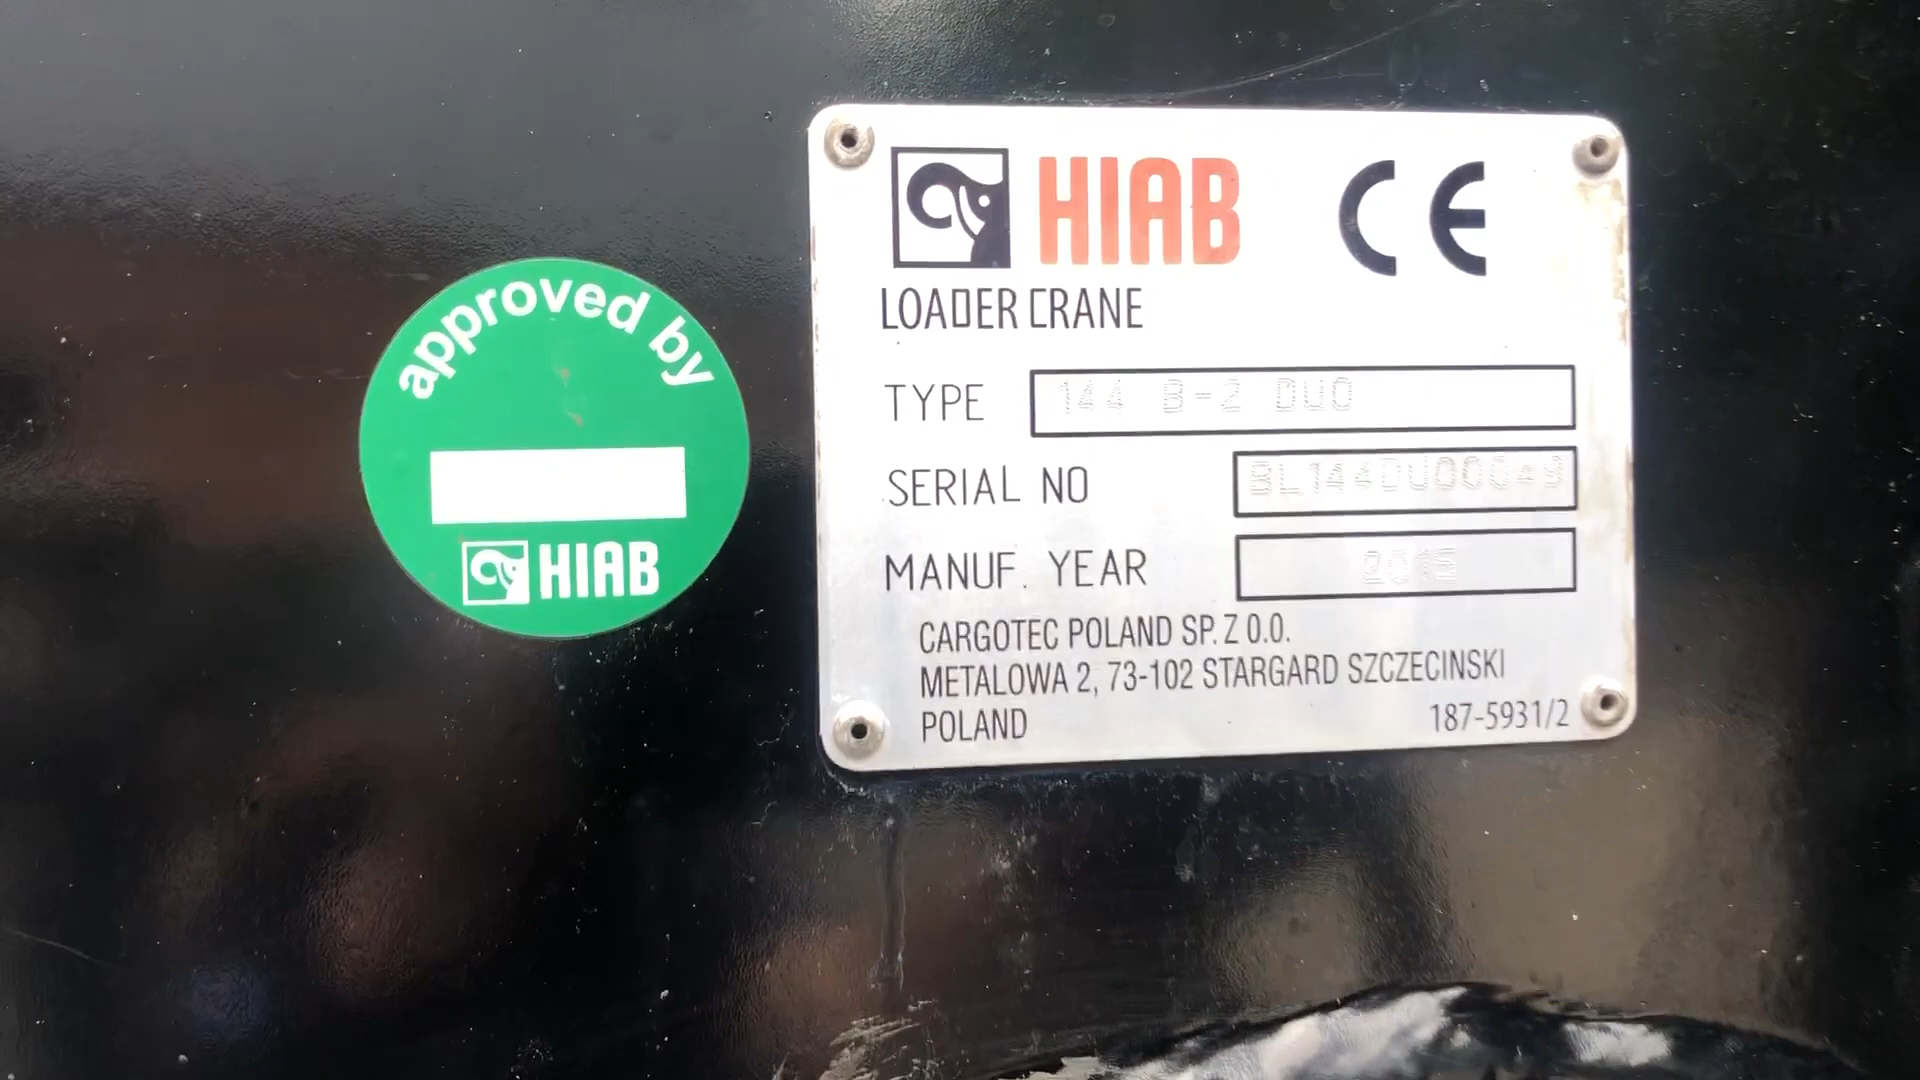 approved by
HIAB
HIAB CE
LOADER CRANE
TYPE 144 B-2 DUO
SERIAL NO
MANUF. YEAR 2015
CARGOTEC POLAND SP. Z O.O.
METALOWA 2, 73-102 STARGARD SZCZECINSKI
POLAND 187-5931/2